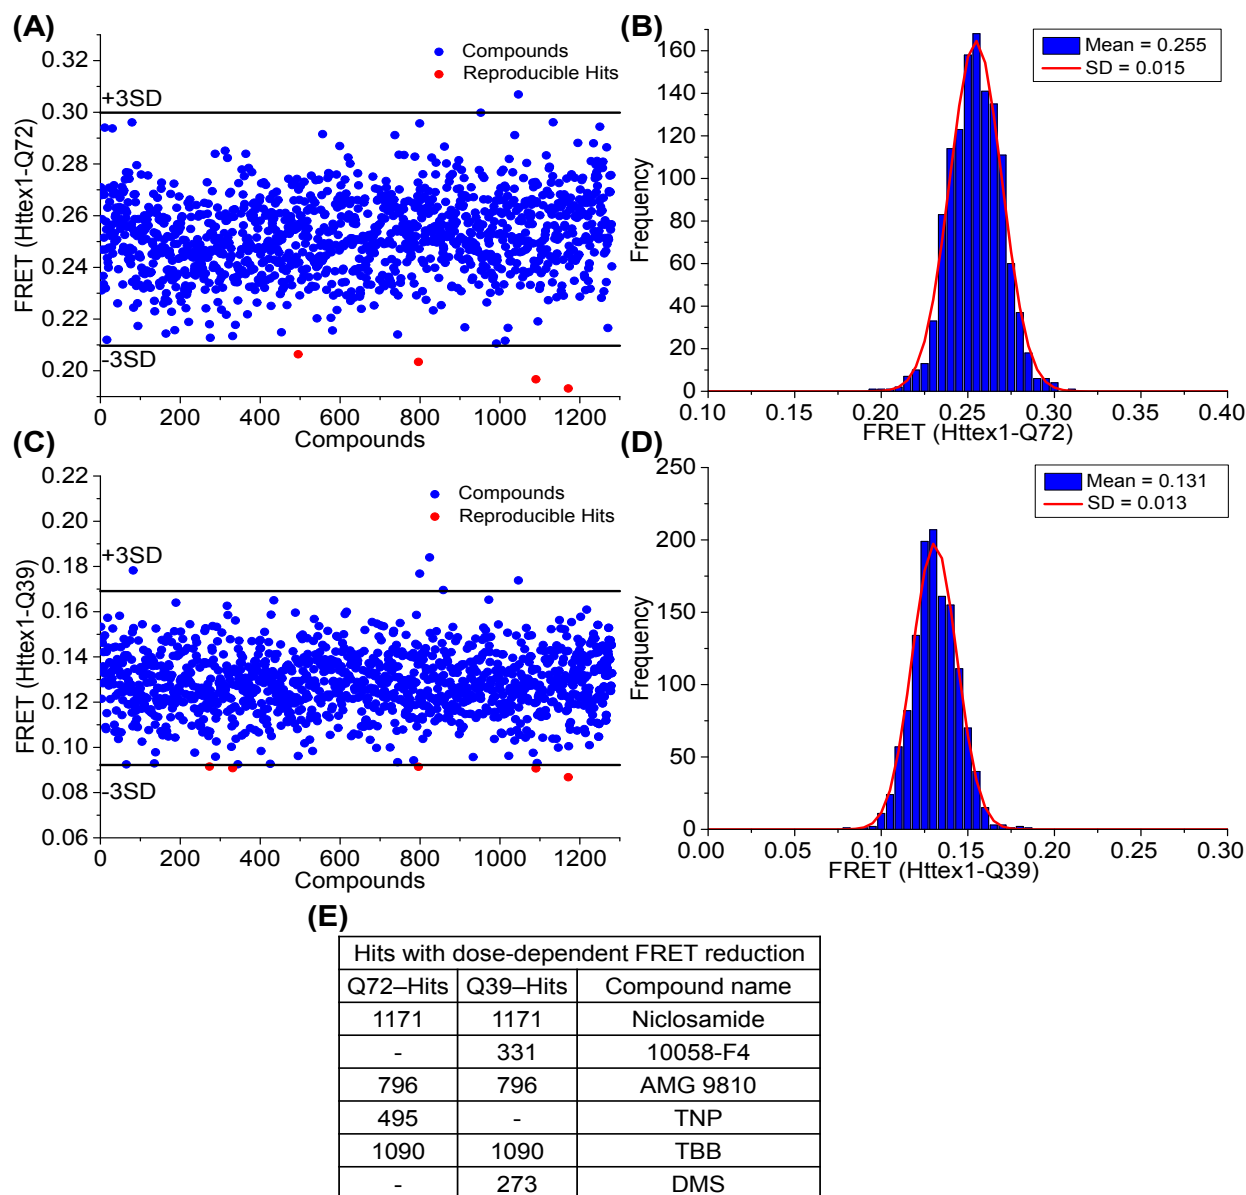 (A)
Compounds
Reproducible Hits
+3SD
-3SD
0.32
0.30
0.28
0.26
0.24
0.22
0.20
FRET (Httex1-Q72)
0 200 400 600 800 1000 1200
Compounds
(B)
Mean = 0.255
SD = 0.015
160
140
120
100
80
60
40
20
0
Frequency
0.10 0.15 0.20 0.25 0.30 0.35 0.40
FRET (Httex1-Q72)
(C)
Compounds
Reproducible Hits
+3SD
-3SD
0.22
0.20
0.18
0.16
0.14
0.12
0.10
0.08
0.06
FRET (Httex1-Q39)
0 200 400 600 800 1000 1200
Compounds
(D)
Mean = 0.131
SD = 0.013
250
200
150
100
50
0
Frequency
0.00 0.05 0.10 0.15 0.20 0.25 0.30
FRET (Httex1-Q39)
(E)
Hits with dose-dependent FRET reduction
Q72–Hits Q39–Hits Compound name
1171 1171 Niclosamide
- 331 10058-F4
796 796 AMG 9810
495 - TNP
1090 1090 TBB
- 273 DMS